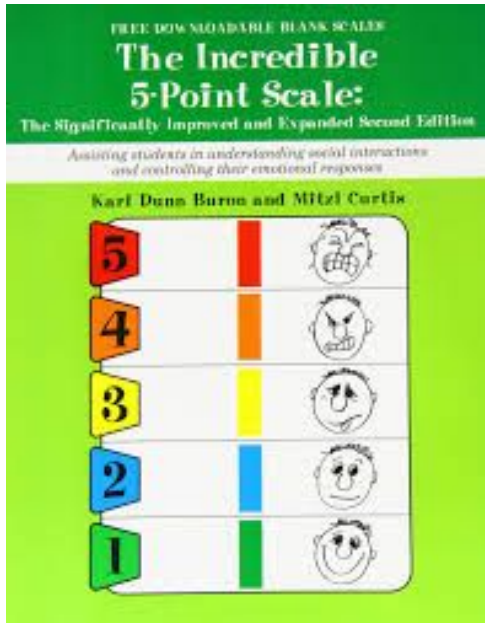 FREE DOWNLOADABLE BLANK SCALES
The Incredible
5-Point Scale:
The Significantly Improved and Expanded Second Edition
Assisting students in understanding social interactions
and controlling their emotional responses
Kari Dunn Buron and Mitzi Curtis
5
4
3
2
1